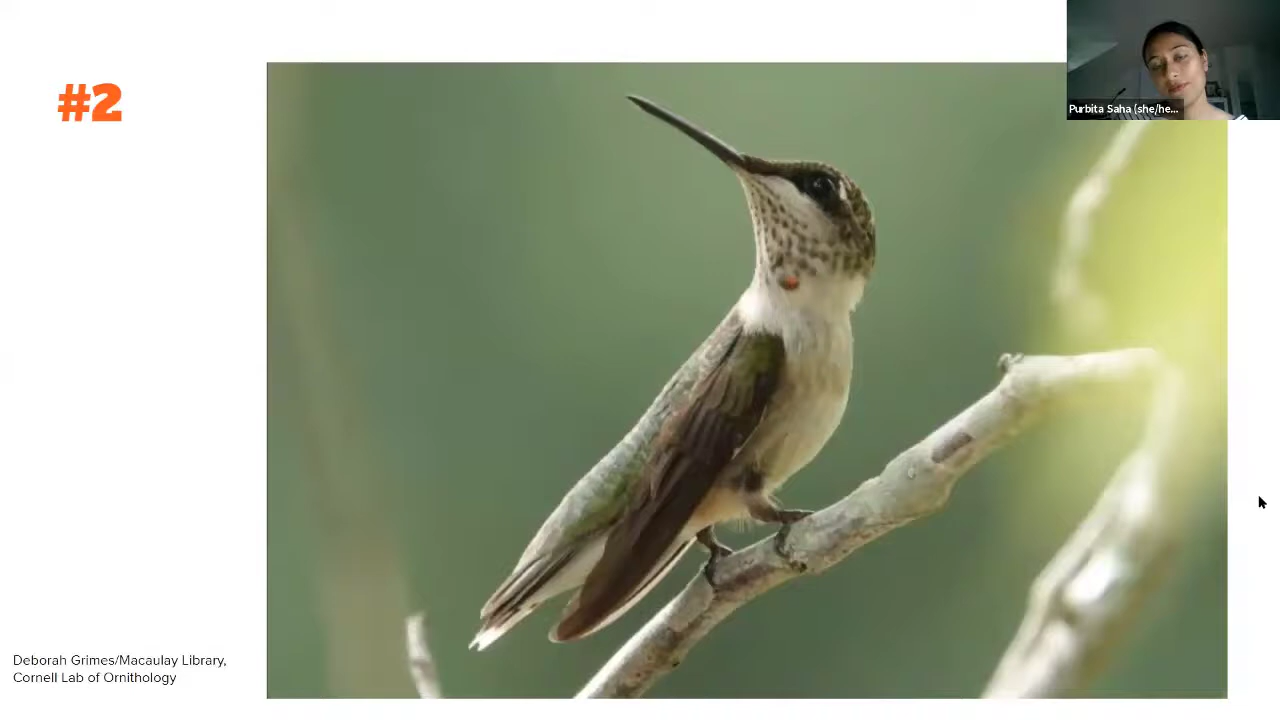 #2
Purbita Saha (she/he...
Deborah Grimes/Macaulay Library,
Cornell Lab of Ornithology